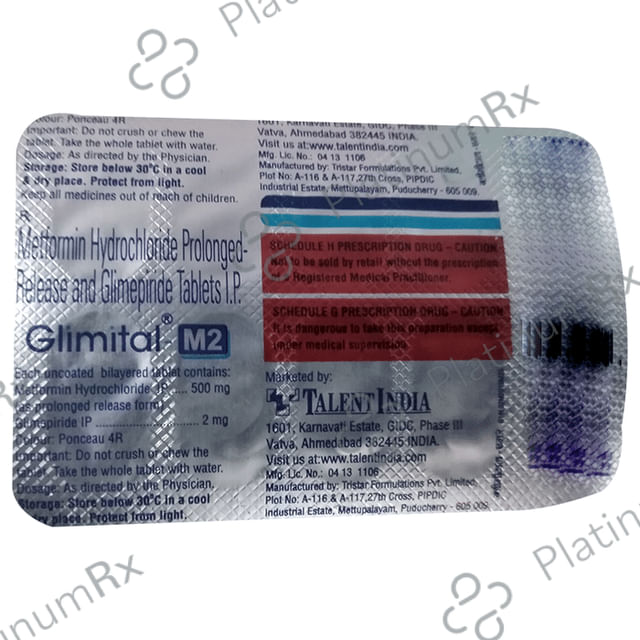 PlatinumRx
Colour: Ponceau 4R
Important: Do not crush or chew the
tablet. Take the whole tablet with water.
Dosage: As directed by the Physician.
Storage: Store below 30°C in a cool
& dry place. Protect from light.
Keep all medicines out of reach of children.
Rx
Metformin Hydrochloride Prolonged-
Release and Glimepiride Tablets I.P.
Glimital® M2
Each uncoated bilayered tablet contains:
Metformin Hydrochloride IP .... 500 mg
(as prolonged release form)
Glimepiride IP .................... 2 mg
Colour: Ponceau 4R
Important: Do not crush or chew the
tablet. Take the whole tablet with water.
Dosage: As directed by the Physician.
Storage: Store below 30°C in a cool
dry place. Protect from light.
1601, Karnavati Estate, GIDC, Phase III
Vatva, Ahmedabad 382445 INDIA.
Visit us at:www.talentindia.com
Mfg. Lic. No.: 04 13 1106
Manufactured by: Tristar Formulations Pvt. Limited,
Plot No: A-116 & A-117,27th Cross, PIPDIC
Industrial Estate, Mettupalayam, Puducherry - 605 009.
SCHEDULE H PRESCRIPTION DRUG – CAUTION
Not to be sold by retail without the prescription
of a Registered Medical Practitioner.
SCHEDULE G PRESCRIPTION DRUG – CAUTION
It is dangerous to take this preparation except
under medical supervision.
Marketed by:
TALENT INDIA
1601, Karnavati Estate, GIDC, Phase III
Vatva, Ahmedabad 382445 INDIA.
Visit us at:www.talentindia.com
Mfg. Lic. No.: 04 13 1106
Manufactured by: Tristar Formulations Pvt. Limited,
Plot No: A-116 & A-117,27th Cross, PIPDIC
Industrial Estate, Mettupalayam, Puducherry - 605 009.
PlatinumRx
PlatinumRx
PlatinumRx
PlatinumRx